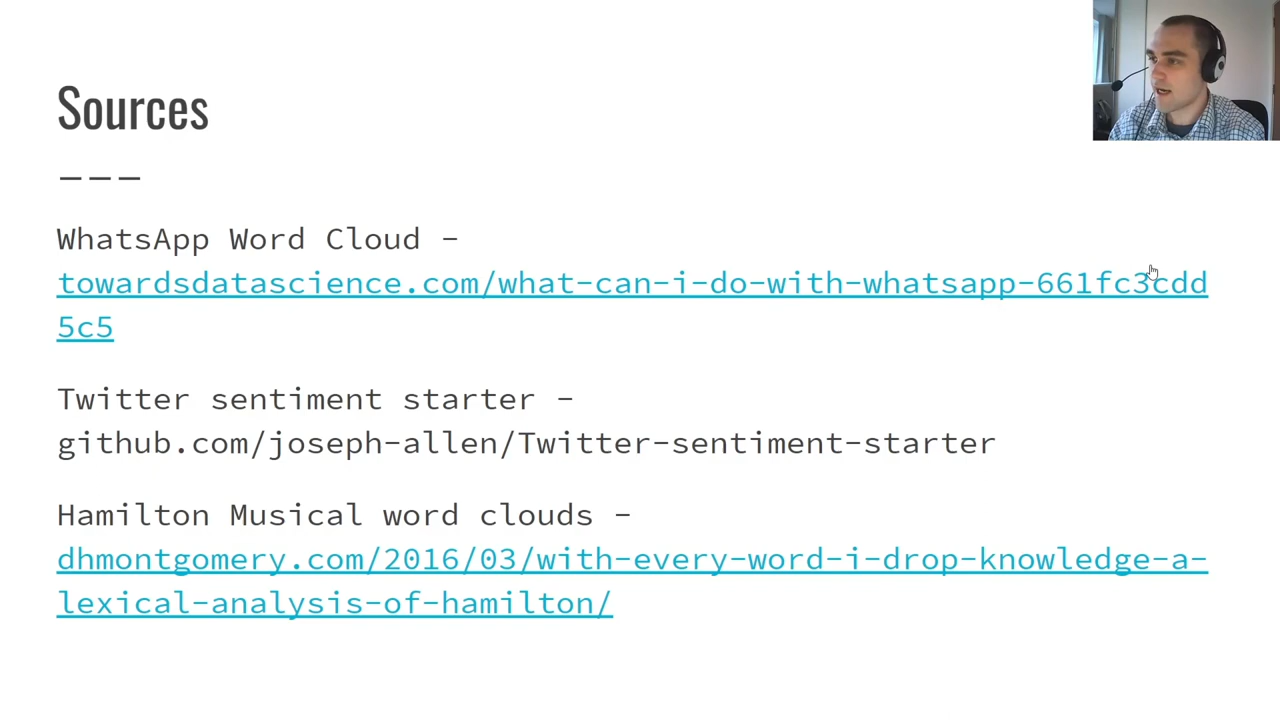 Sources
———
WhatsApp Word Cloud -
towardsdatascience.com/what-can-i-do-with-whatsapp-661fc3cdd
5c5
Twitter sentiment starter -
github.com/joseph-allen/Twitter-sentiment-starter
Hamilton Musical word clouds -
dhmontgomery.com/2016/03/with-every-word-i-drop-knowledge-a-
lexical-analysis-of-hamilton/